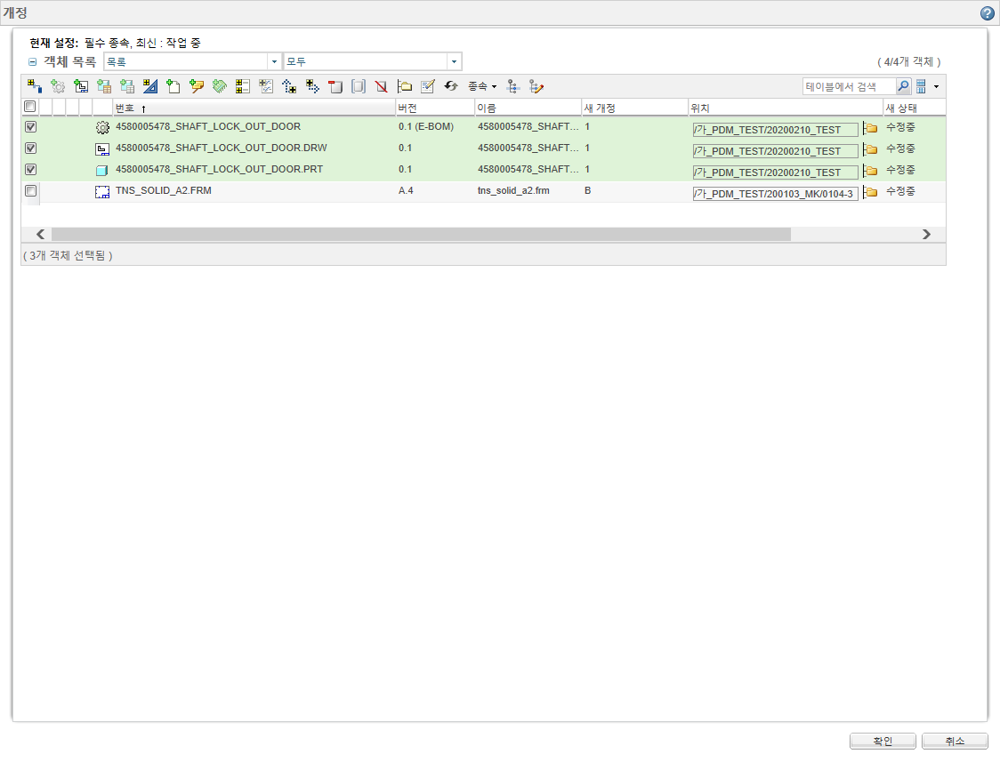 개정
현재 설정: 필수 종속, 최신 : 작업 중
객체 목록 목록 모두 ( 4/4개 객체 )
종속 테이블에서 검색
번호 ↑ 버전 이름 새 개정 위치 새 상태
4580005478_SHAFT_LOCK_OUT_DOOR 0.1 (E-BOM) 4580005478_SHAFT... 1 /가_PDM_TEST/20200210_TEST 수정중
4580005478_SHAFT_LOCK_OUT_DOOR.DRW 0.1 4580005478_SHAFT... 1 /가_PDM_TEST/20200210_TEST 수정중
4580005478_SHAFT_LOCK_OUT_DOOR.PRT 0.1 4580005478_SHAFT... 1 /가_PDM_TEST/20200210_TEST 수정중
TNS_SOLID_A2.FRM A.4 tns_solid_a2.frm B /가_PDM_TEST/200103_MK/0104-3 수정중
( 3개 객체 선택됨 )
확인 취소